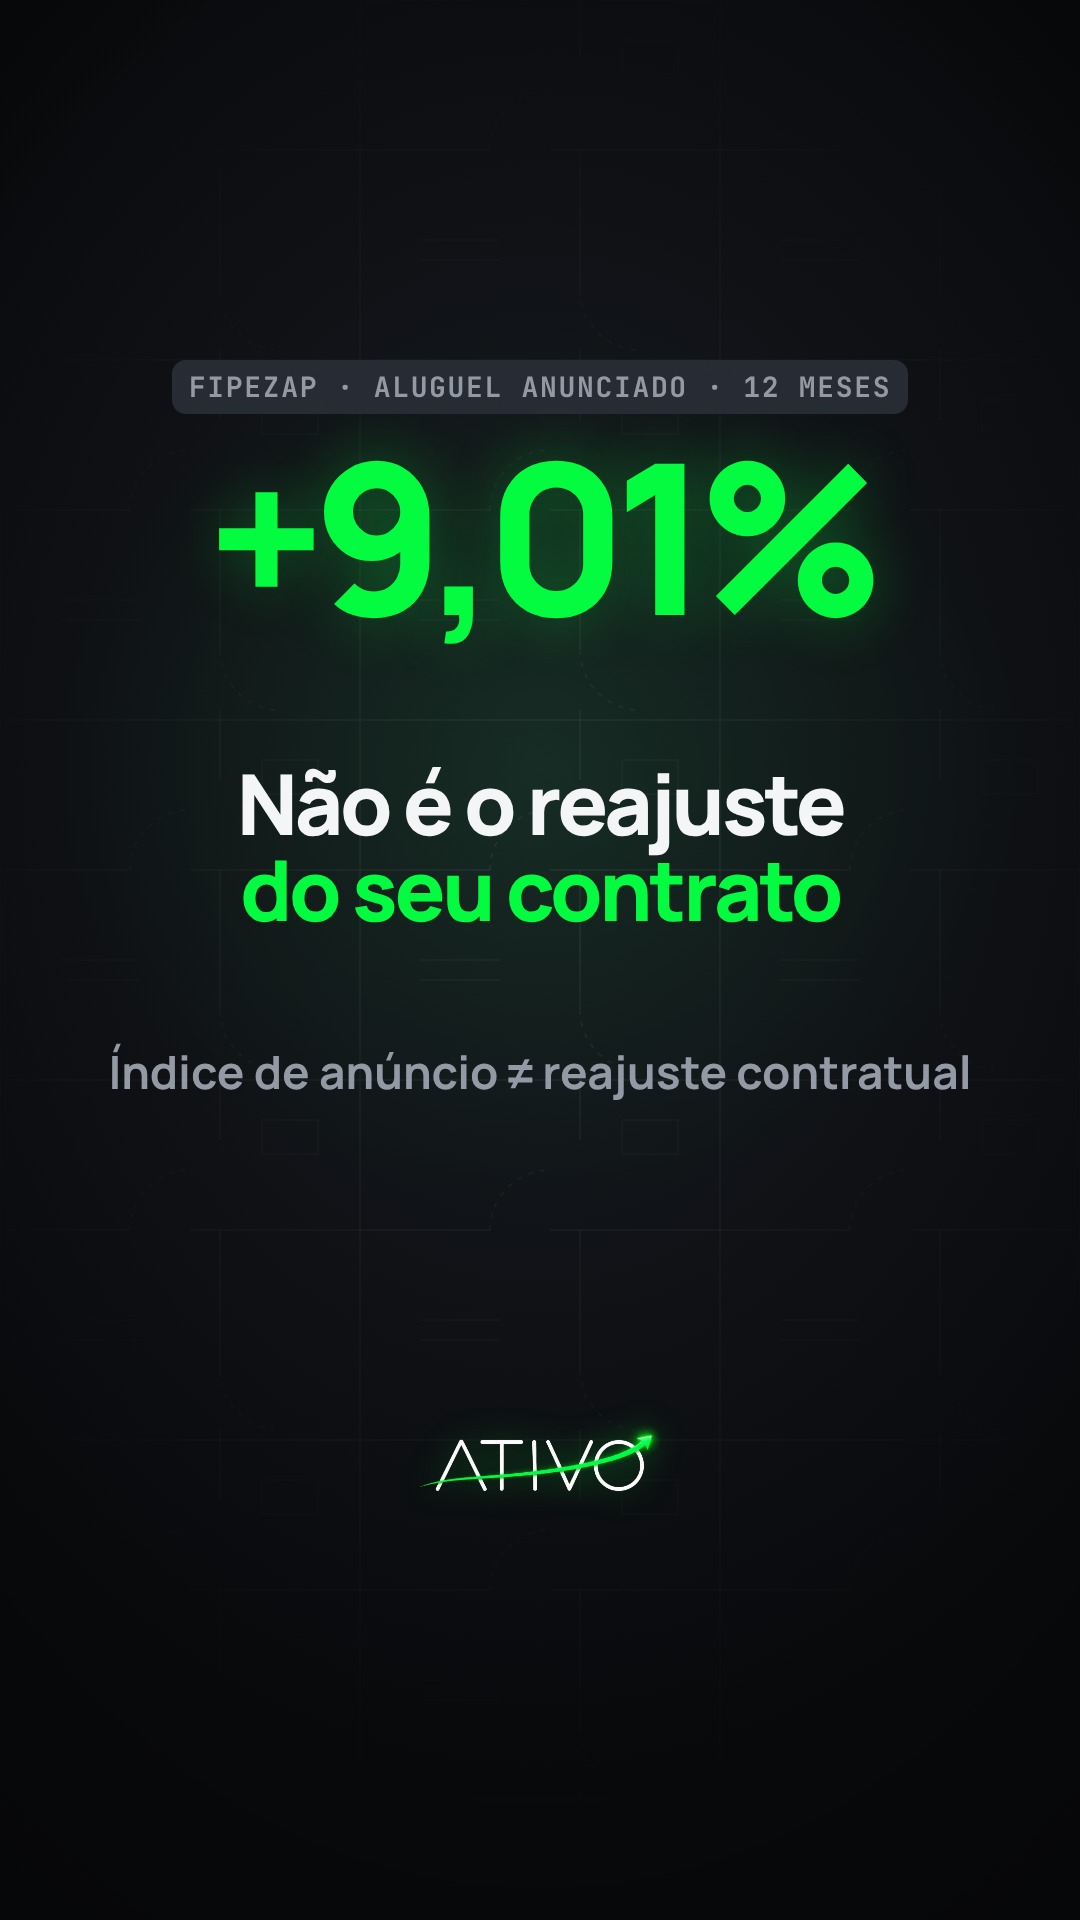 FIPEZAP · ALUGUEL ANUNCIADO · 12 MESES
+9,01%
Não é o reajuste
do seu contrato
Índice de anúncio ≠ reajuste contratual
ATIVO